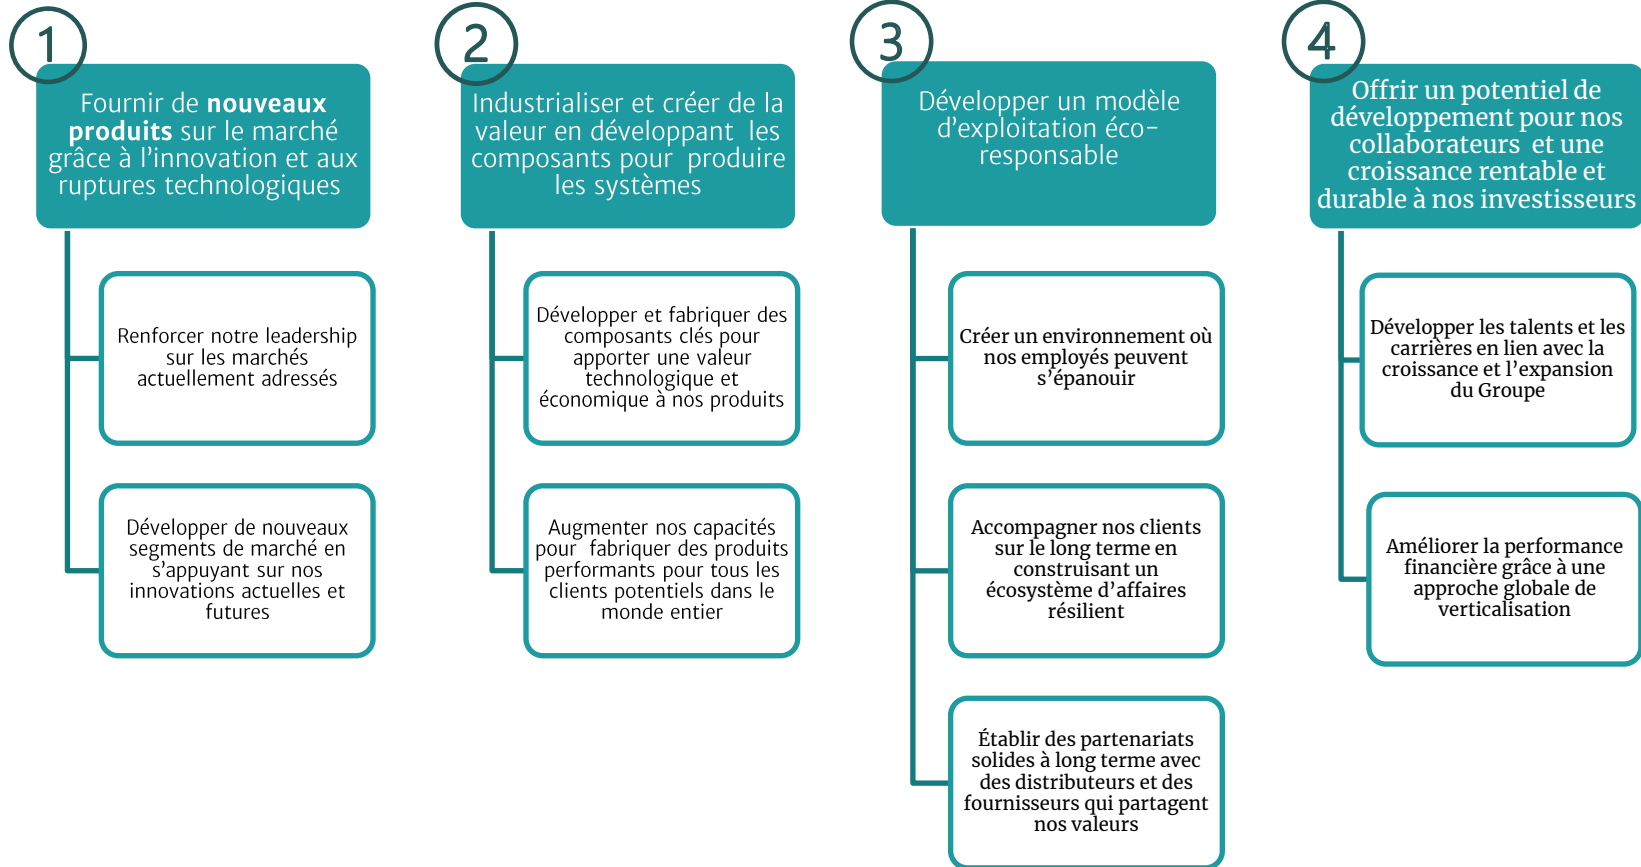 1
Fournir de nouveaux
produits sur le marché
grâce à l’innovation et aux
ruptures technologiques
Renforcer notre leadership
sur les marchés
actuellement adressés
Développer de nouveaux
segments de marché en
s’appuyant sur nos
innovations actuelles et
futures
2
Industrialiser et créer de la
valeur en développant les
composants pour produire
les systèmes
Développer et fabriquer des
composants clés pour
apporter une valeur
technologique et
économique à nos produits
Augmenter nos capacités
pour fabriquer des produits
performants pour tous les
clients potentiels dans le
monde entier
3
Développer un modèle
d’exploitation éco-
responsable
Créer un environnement où
nos employés peuvent
s’épanouir
Accompagner nos clients
sur le long terme en
construisant un
écosystème d’affaires
résilient
Établir des partenariats
solides à long terme avec
des distributeurs et des
fournisseurs qui partagent
nos valeurs
4
Offrir un potentiel de
développement pour nos
collaborateurs et une
croissance rentable et
durable à nos investisseurs
Développer les talents et les
carrières en lien avec la
croissance et l’expansion
du Groupe
Améliorer la performance
financière grâce à une
approche globale de
verticalisation